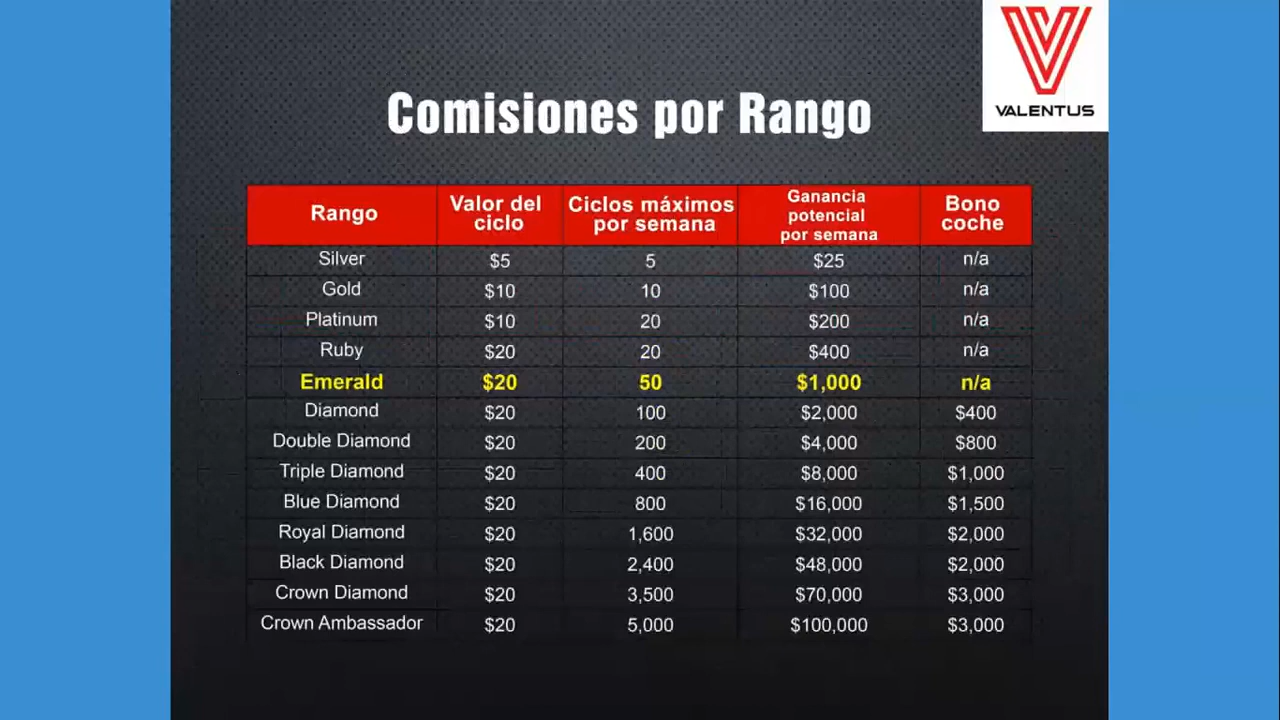 VALENTUS
Comisiones por Rango
Rango Valor del ciclo Ciclos máximos por semana Ganancia potencial por semana Bono coche
Silver $5 5 $25 n/a
Gold $10 10 $100 n/a
Platinum $10 20 $200 n/a
Ruby $20 20 $400 n/a
Emerald $20 50 $1,000 n/a
Diamond $20 100 $2,000 $400
Double Diamond $20 200 $4,000 $800
Triple Diamond $20 400 $8,000 $1,000
Blue Diamond $20 800 $16,000 $1,500
Royal Diamond $20 1,600 $32,000 $2,000
Black Diamond $20 2,400 $48,000 $2,000
Crown Diamond $20 3,500 $70,000 $3,000
Crown Ambassador $20 5,000 $100,000 $3,000